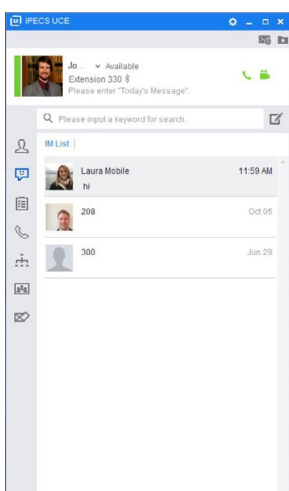 IPECS UCE
Jo... Available
Extension 330
Please enter "Today's Message".
Please input a keyword for search.
IM List
Laura Mobile 11:59 AM
hi
208 Oct 05
300 Jun 29